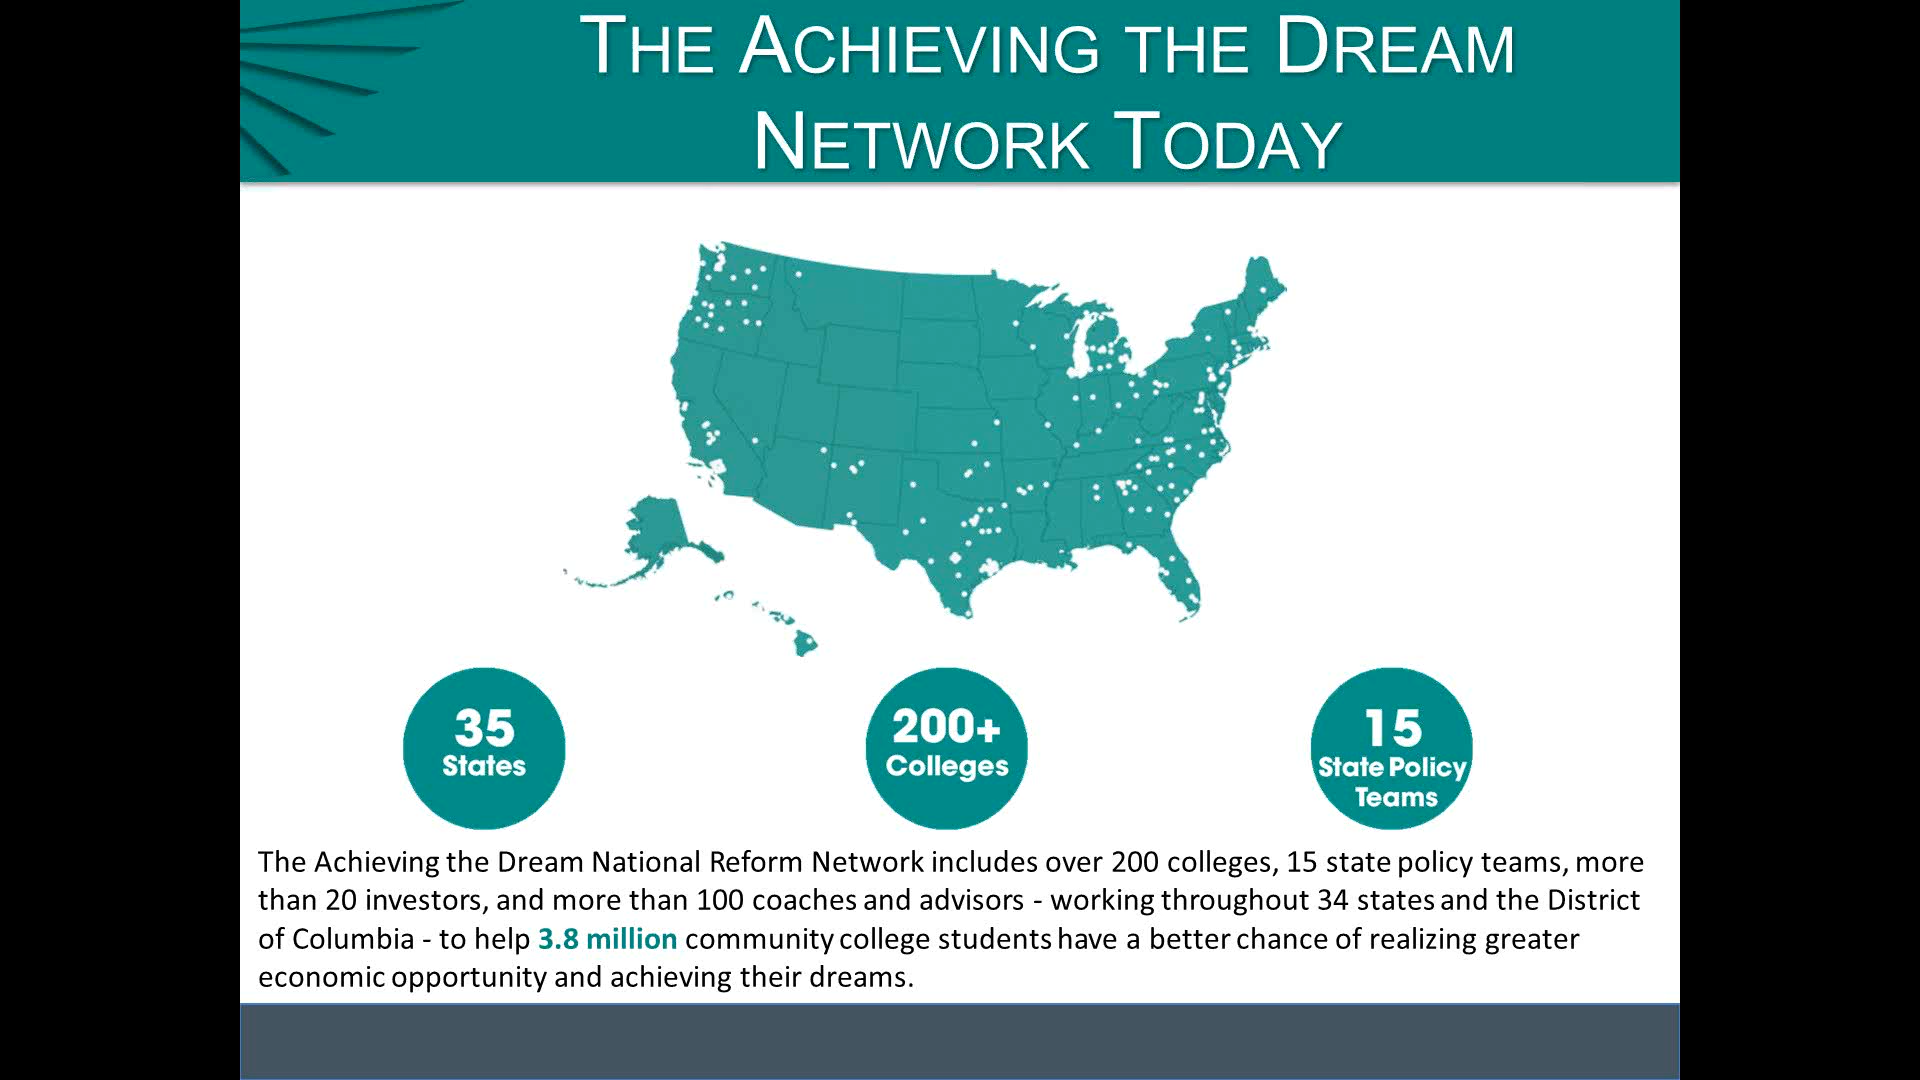 THE ACHIEVING THE DREAM
NETWORK TODAY
35
States
200+
Colleges
15
State Policy
Teams
The Achieving the Dream National Reform Network includes over 200 colleges, 15 state policy teams, more
than 20 investors, and more than 100 coaches and advisors - working throughout 34 states and the District
of Columbia - to help 3.8 million community college students have a better chance of realizing greater
economic opportunity and achieving their dreams.